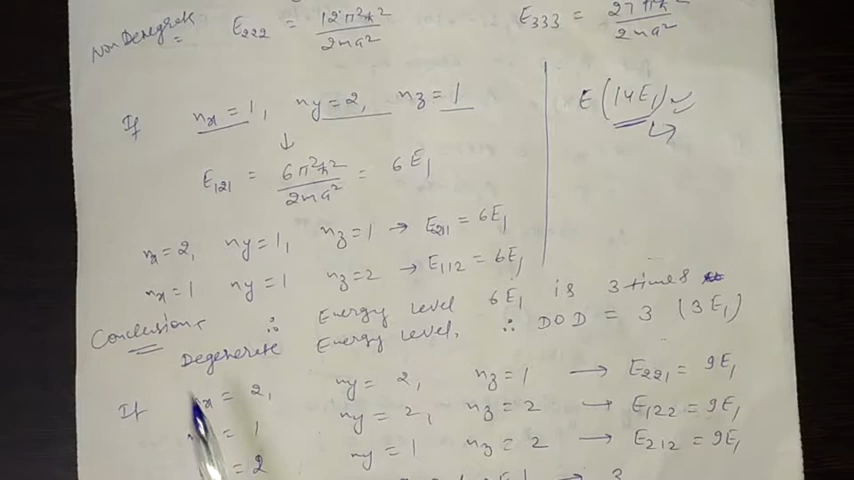 Non Degenerate E₂₂₂ = 12π²ħ²/2ma² E₃₃₃ = 27π²ħ²/2ma²
If nx = 1, ny = 2, nz = 1 E (14E₁)
↓
E₁₂₁ = 6π²ħ²/2ma² = 6E₁
nx = 2, ny = 1, nz = 1 → E₂₁₁ = 6E₁
nx = 1 ny = 1 nz = 2 → E₁₁₂ = 6E₁
Conclusion :- ∴ Energy level 6E₁ is 3 times
Degenerate Energy level. ∴ DOD = 3 (3E₁)
If nx = 2, ny = 2, nz = 1 → E₂₂₁ = 9E₁
= 1 ny = 2, nz = 2 → E₁₂₂ = 9E₁
= 2 ny = 1 nz = 2 → E₂₁₂ = 9E₁